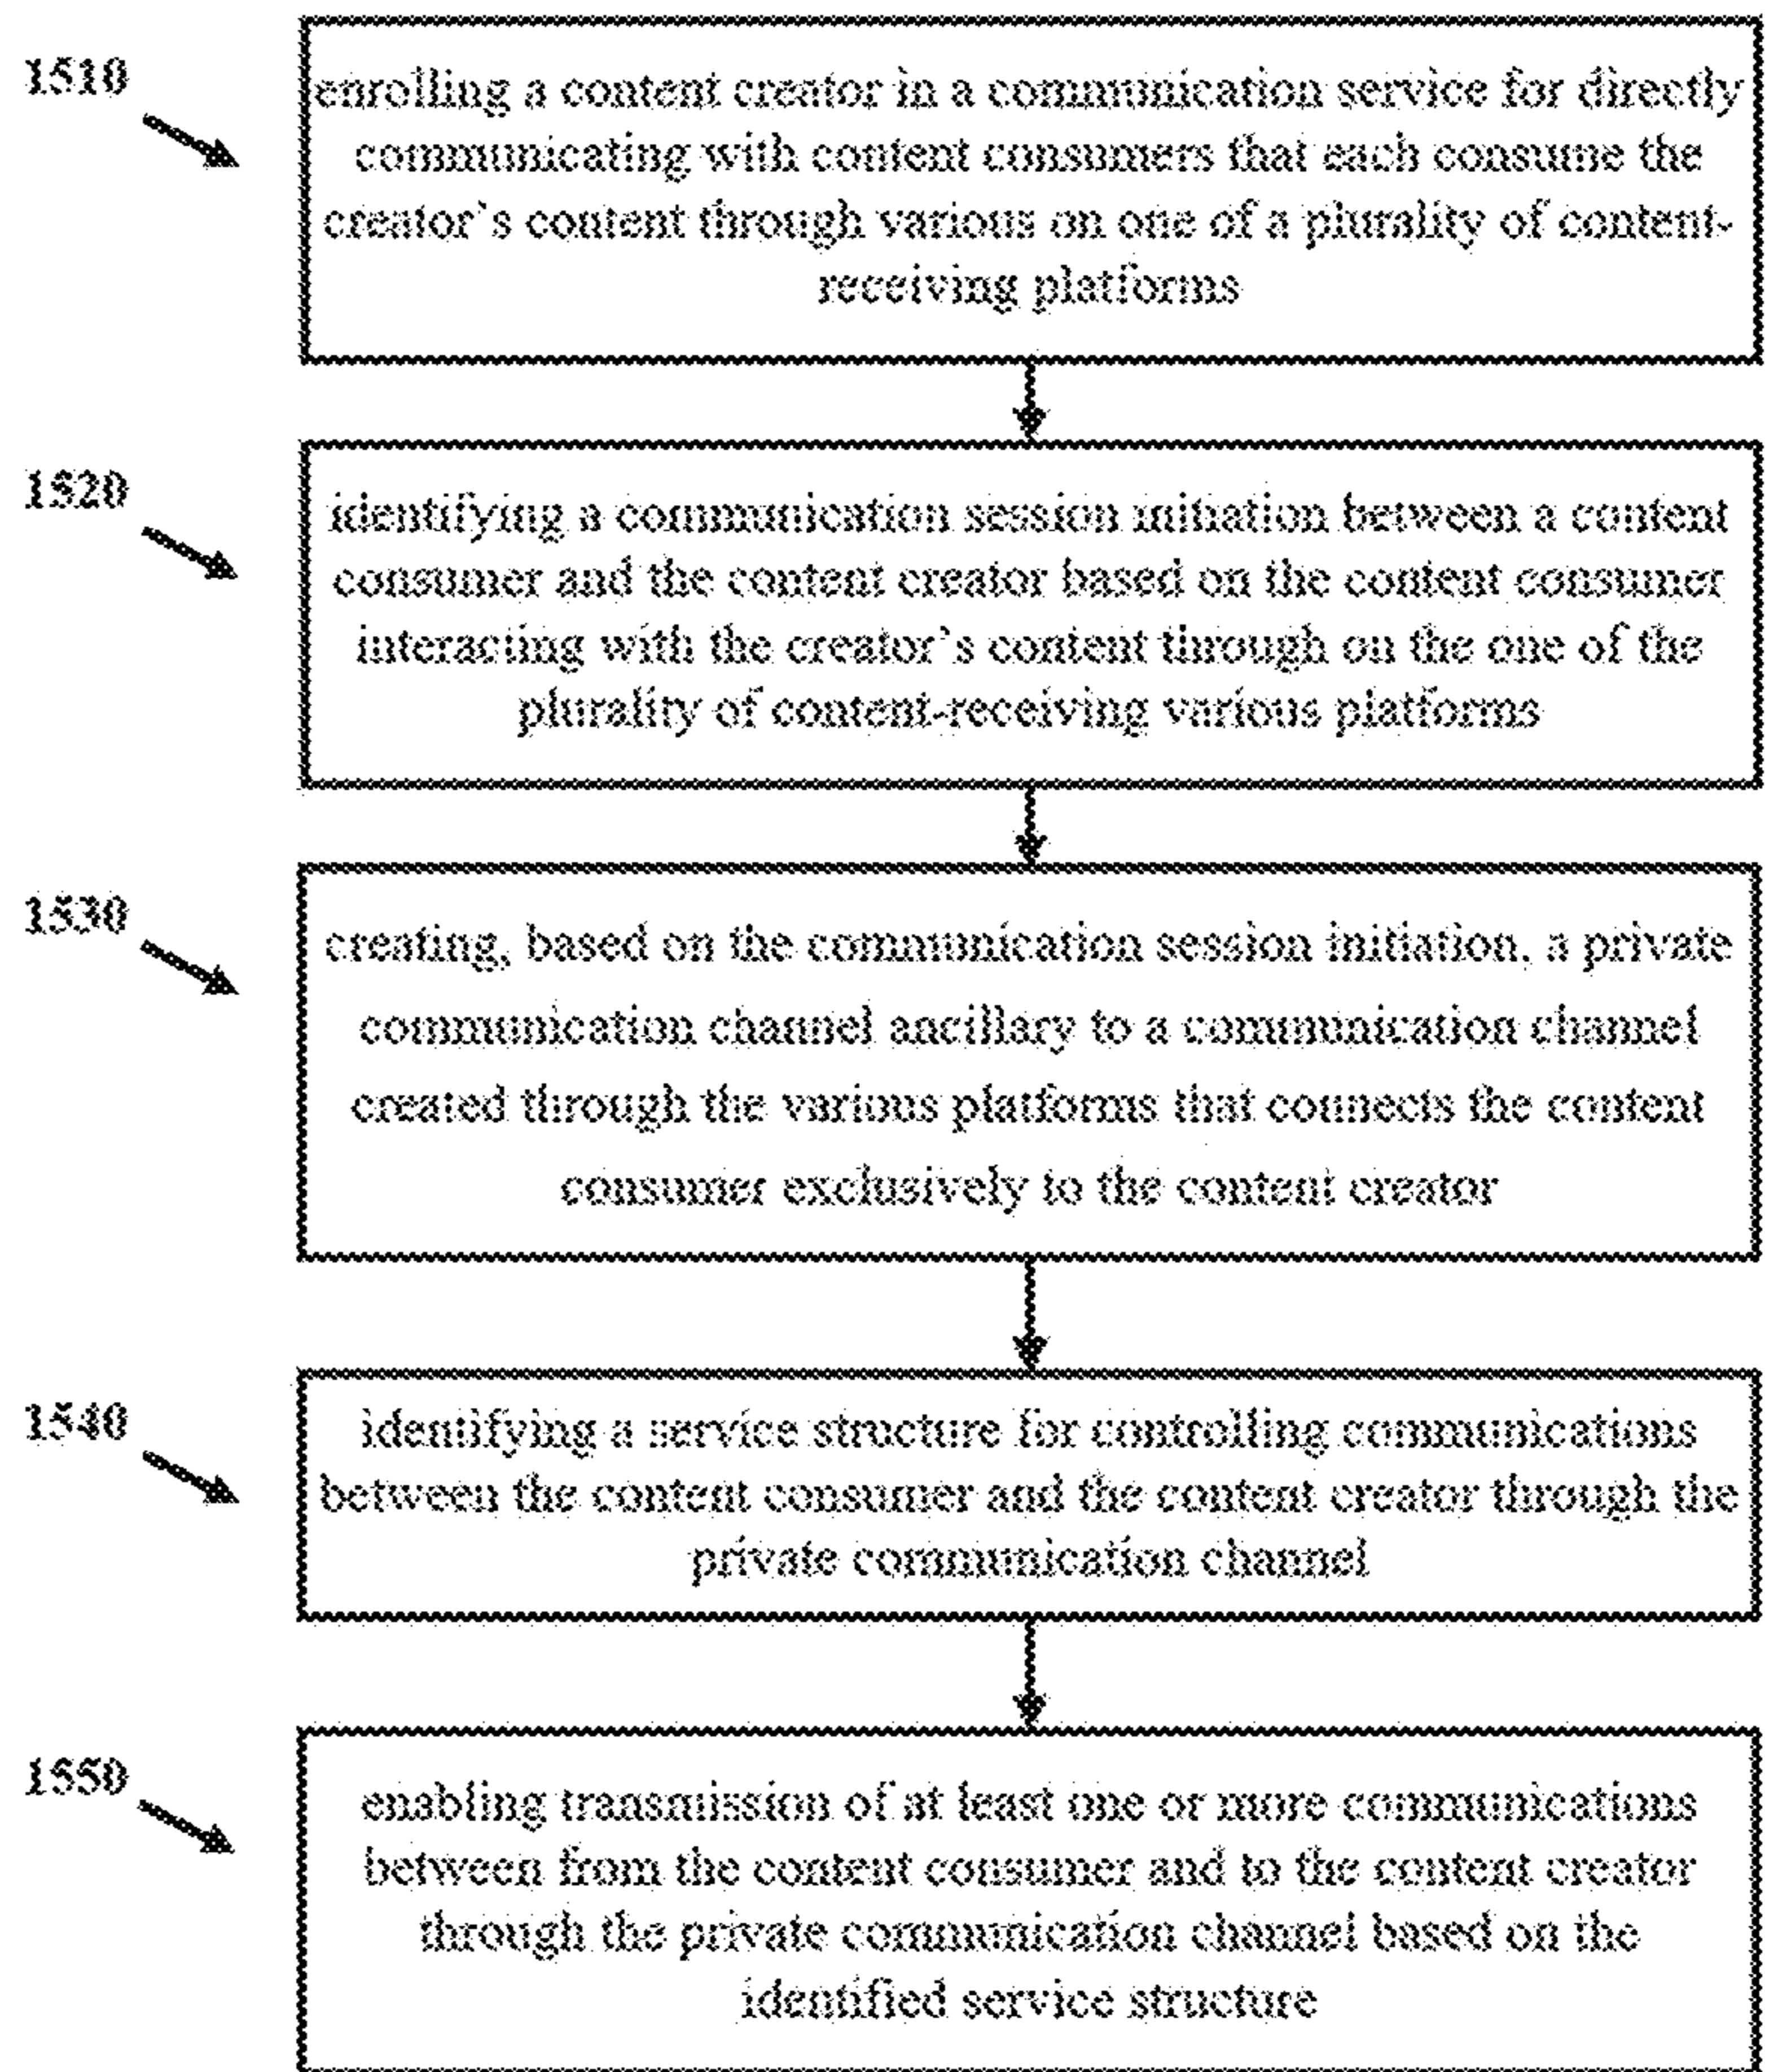 1510
enrolling a content creator in a communication service for directly
communicating with content consumers that each consume the
creator's content through various on one of a plurality of content-
receiving platforms
1520
identifying a communication session initiation between a content
consumer and the content creator based on the content consumer
interacting with the creator's content through on the one of the
plurality of content-receiving various platforms
1530
creating, based on the communication session initiation, a private
communication channel ancillary to a communication channel
created through the various platforms that connects the content
consumer exclusively to the content creator
1540
identifying a service structure for controlling communications
between the content consumer and the content creator through the
private communication channel
1550
enabling transmission of at least one or more communications
between from the content consumer and to the content creator
through the private communication channel based on the
identified service structure